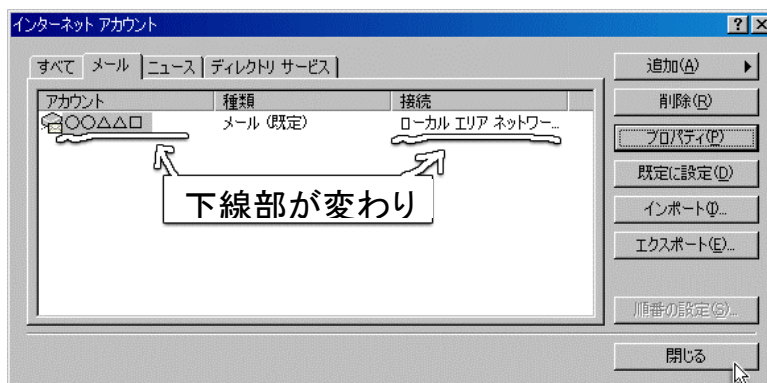 インターネット アカウント
すべて メール ニュース ディレクトリ サービス
追加(A)
アカウント 種類 接続
削除(R)
○○△△□ メール (既定) ローカル エリア ネットワー...
プロパティ(P)
下線部が変わり
既定に設定(D)
インポート(I)...
エクスポート(E)...
順番の設定(S)...
閉じる